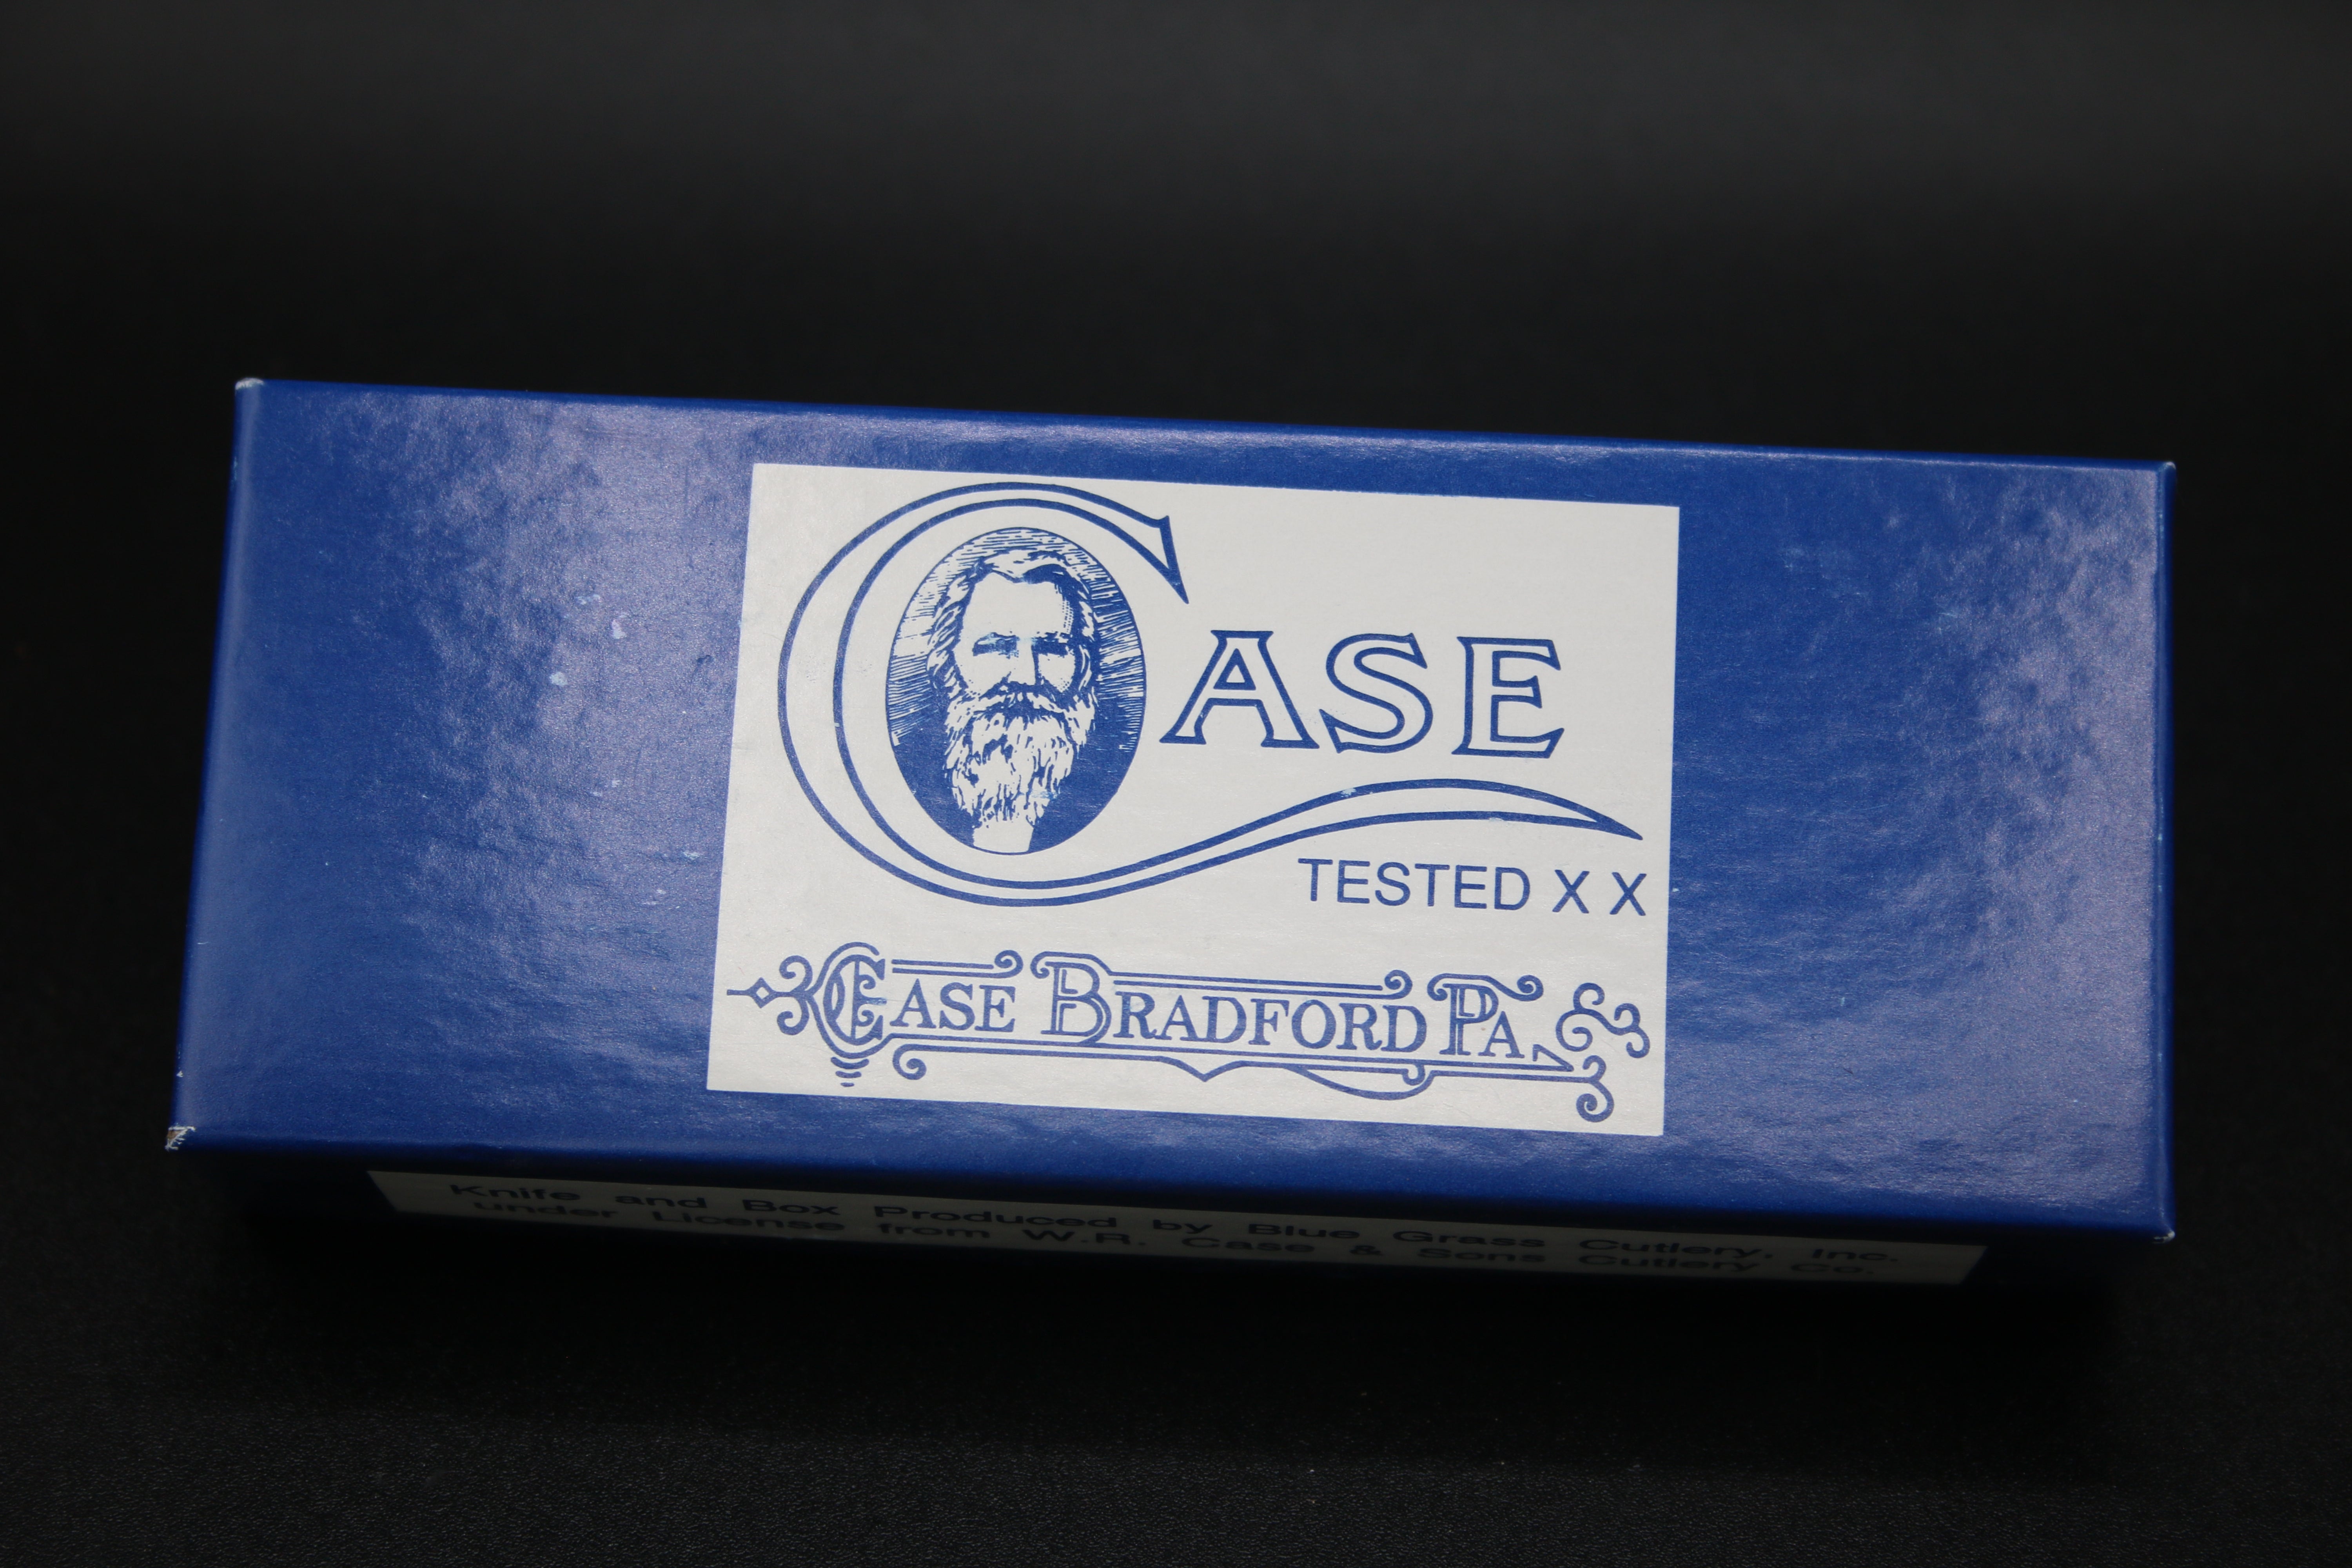 CASE
TESTED X X
CASE BRADFORD PA.
Knife and Box Produced by Blue Grass Cutlery, Inc.
under License from W.R. Case & Sons Cutlery Co.